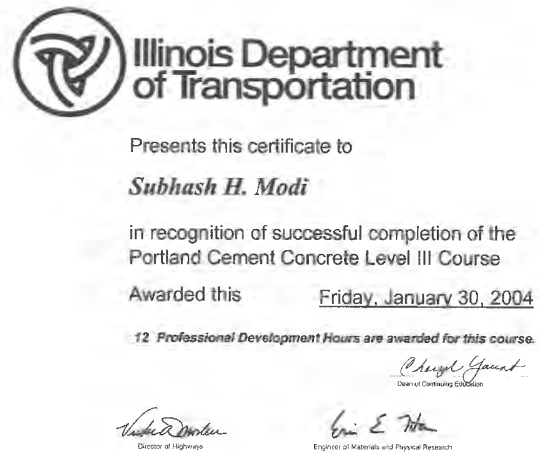 Illinois Department
of Transportation
Presents this certificate to
Subhash H. Modi
in recognition of successful completion of the
Portland Cement Concrete Level III Course
Awarded this Friday, January 30, 2004
12 Professional Development Hours are awarded for this course.
Dean of Continuing Education
Director of Highways
Engineer of Materials and Physical Research